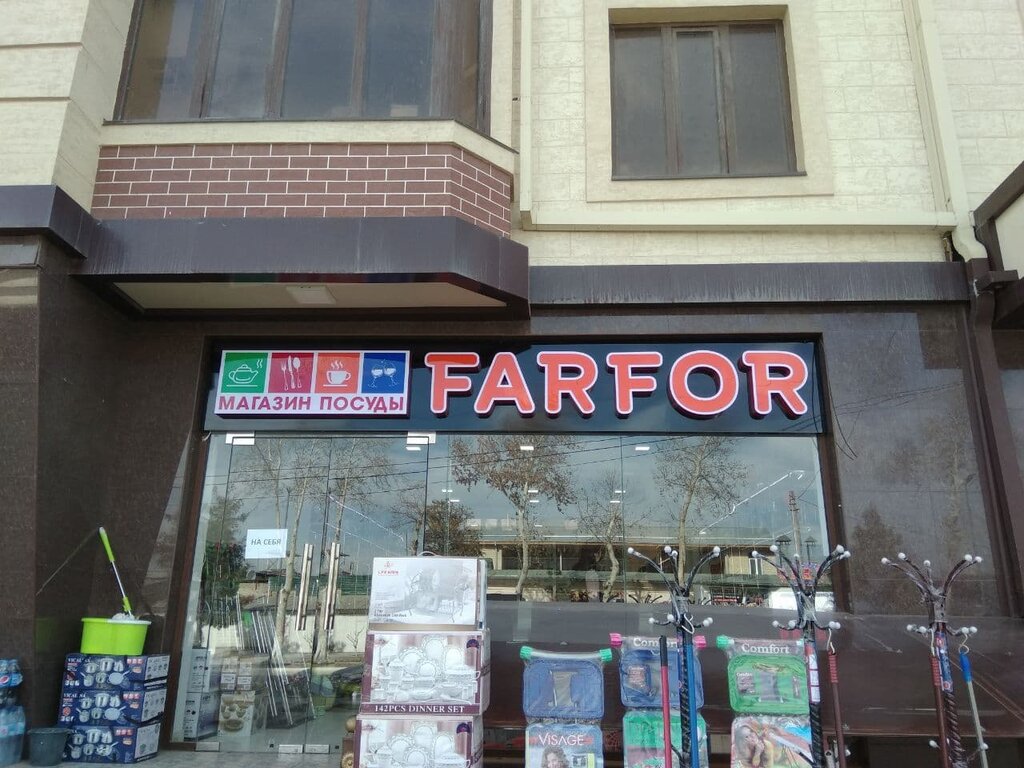 МАГАЗИН ПОСУДЫ
FARFOR
НА СЕБЯ
142PCS DINNER SET
Comfort
Comfort
VISAGE